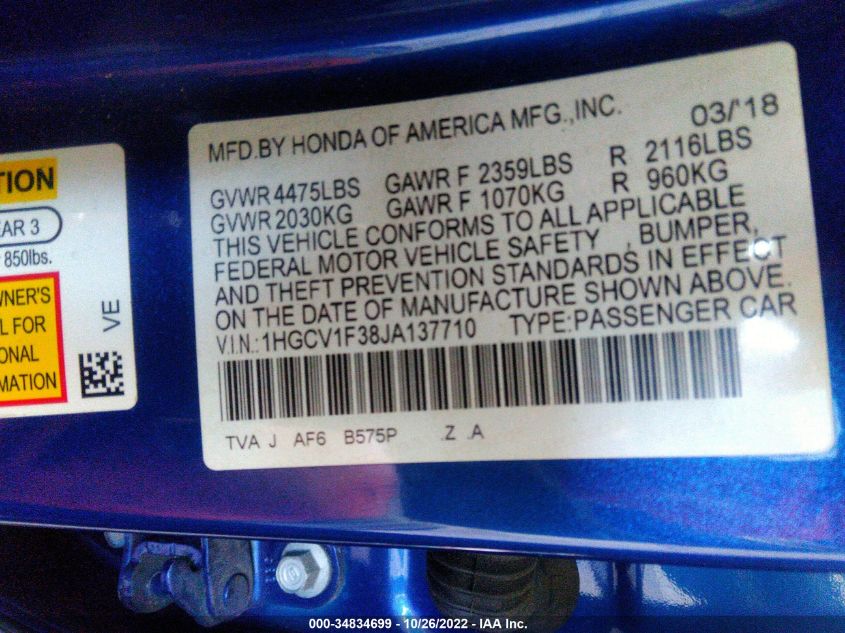 TION
EAR 3
850lbs.
WNER'S
L FOR
ONAL
MATION
VE
MFD.BY HONDA OF AMERICA MFG.,INC. 03/'18
GVWR 4475LBS GAWR F 2359LBS R 2116LBS
GVWR 2030KG GAWR F 1070KG R 960KG
THIS VEHICLE CONFORMS TO ALL APPLICABLE
FEDERAL MOTOR VEHICLE SAFETY , BUMPER,
AND THEFT PREVENTION STANDARDS IN EFFECT
ON THE DATE OF MANUFACTURE SHOWN ABOVE.
V.I.N.:1HGCV1F38JA137710 TYPE:PASSENGER CAR
TVA J AF6 B575P .Z .A
000-34834699 - 10/26/2022 - IAA Inc.